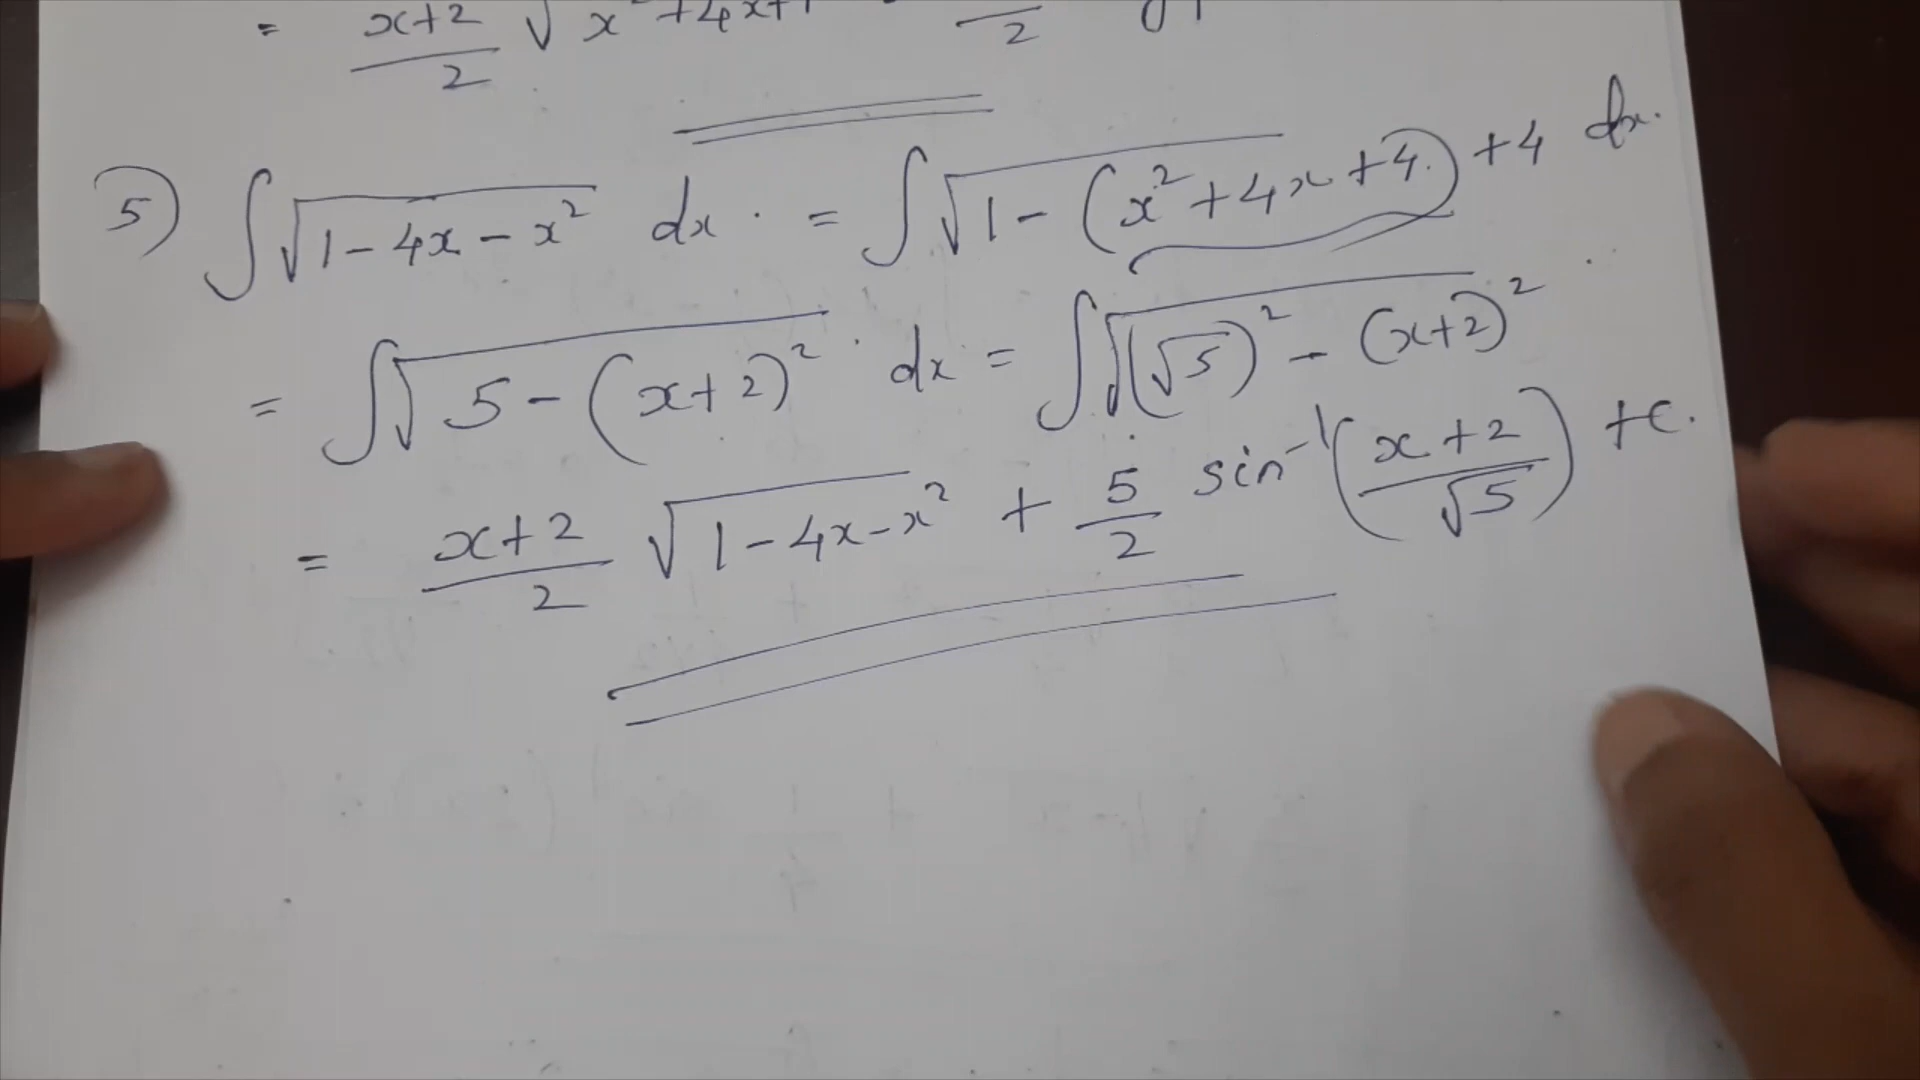 = x+2/2 √x²+4x+1 2
5) ∫√1-4x-x² dx = ∫√1-(x²+4x+4)+4 dx.
= ∫√5-(x+2)² dx = ∫√(√5)²-(x+2)²
= x+2/2 √1-4x-x² + 5/2 sin⁻¹(x+2/√5) +c.